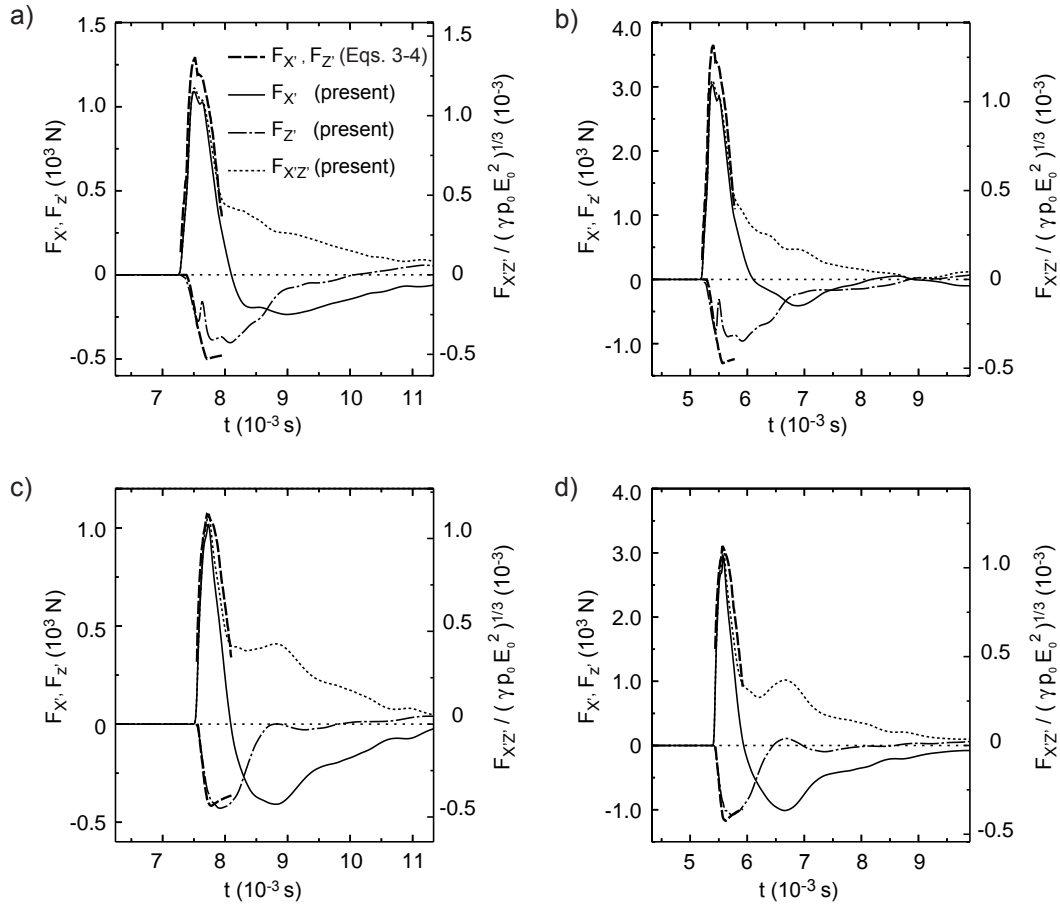 a)
1.5
1.0
0.5
0
-0.5
F_X', F_Z' (10^3 N)
F_X', F_Z' (Eqs. 3-4)
F_X' (present)
F_Z' (present)
F_X'Z' (present)
1.5
1.0
0.5
0
-0.5
F_X'Z' / ( γ p_0 E_0^2 )^1/3 (10^-3)
7 8 9 10 11
t (10^-3 s)
b)
4.0
3.0
2.0
1.0
0
-1.0
F_X', F_Z' (10^3 N)
1.0
0.5
0
-0.5
F_X'Z' / ( γ p_0 E_0^2 )^1/3 (10^-3)
5 6 7 8 9
t (10^-3 s)
c)
1.0
0.5
0
-0.5
F_X', F_Z' (10^3 N)
1.0
0.5
0
-0.5
F_X'Z' / ( γ p_0 E_0^2 )^1/3 (10^-3)
7 8 9 10 11
t (10^-3 s)
d)
4.0
3.0
2.0
1.0
0
-1.0
F_X', F_Z' (10^3 N)
1.0
0.5
0
-0.5
F_X'Z' / ( γ p_0 E_0^2 )^1/3 (10^-3)
5 6 7 8 9
t (10^-3 s)